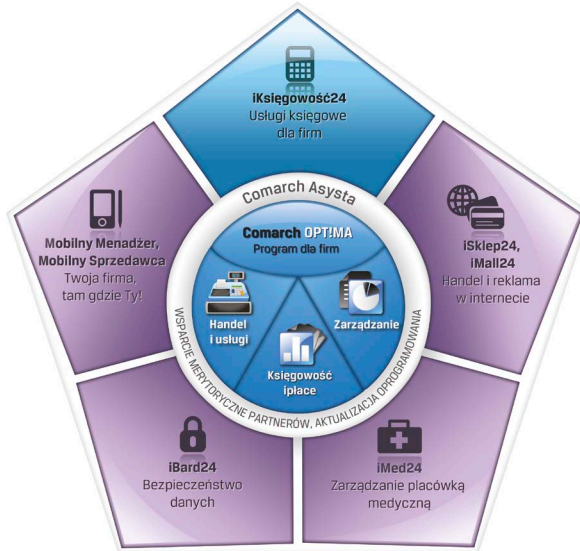 iKsięgowość24
Usługi księgowe
dla firm
Mobilny Menadżer,
Mobilny Sprzedawca
Twoja firma,
tam gdzie Ty!
iSklep24,
iMall24
Handel i reklama
w internecie
Comarch Asysta
Comarch OPT!MA
Program dla firm
Handel
i usługi
Zarządzanie
Księgowość
ipłace
WSPARCIE MERYTORYCZNE PARTNERÓW, AKTUALIZACJA OPROGRAMOWANIA
iBard24
Bezpieczeństwo
danych
iMed24
Zarządzanie placówką
medyczną